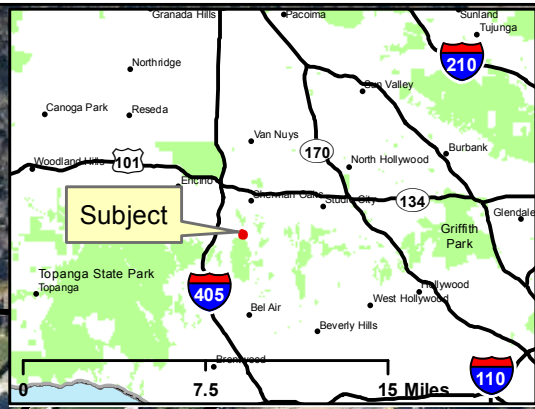 Granada Hills
Pacoima
Sunland
Tujunga
Northridge
210
Sun Valley
Canoga Park
Reseda
Van Nuys
170
North Hollywood
Burbank
Woodland Hills
101
Encino
Sherman Oaks
Studio City
134
Glendale
Subject
Griffith
Park
Topanga State Park
Topanga
405
Hollywood
West Hollywood
Bel Air
Beverly Hills
Brentwood
110
0 7.5 15 Miles